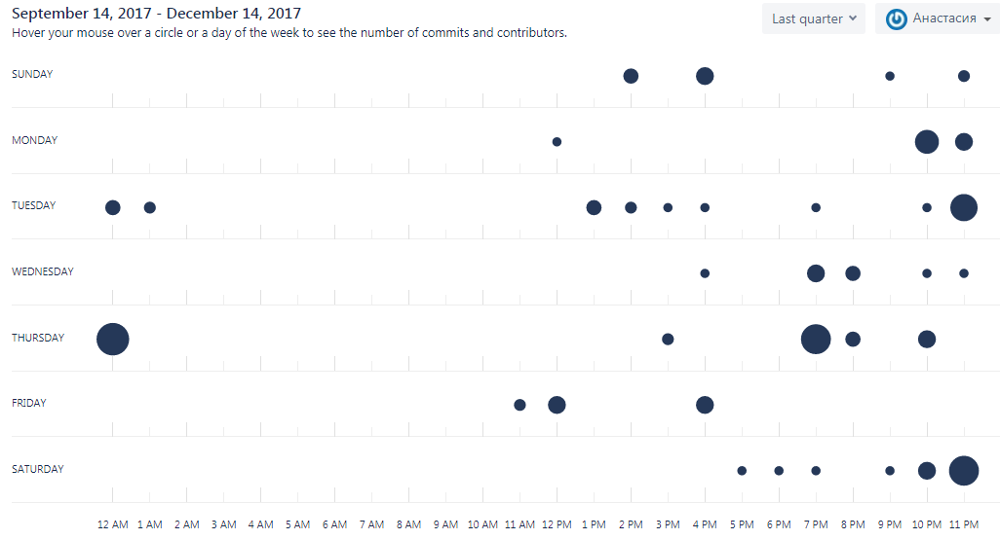 September 14, 2017 - December 14, 2017
Last quarter
Анастасия
Hover your mouse over a circle or a day of the week to see the number of commits and contributors.
SUNDAY
MONDAY
TUESDAY
WEDNESDAY
THURSDAY
FRIDAY
SATURDAY
12 AM 1 AM 2 AM 3 AM 4 AM 5 AM 6 AM 7 AM 8 AM 9 AM 10 AM 11 AM 12 PM 1 PM 2 PM 3 PM 4 PM 5 PM 6 PM 7 PM 8 PM 9 PM 10 PM 11 PM